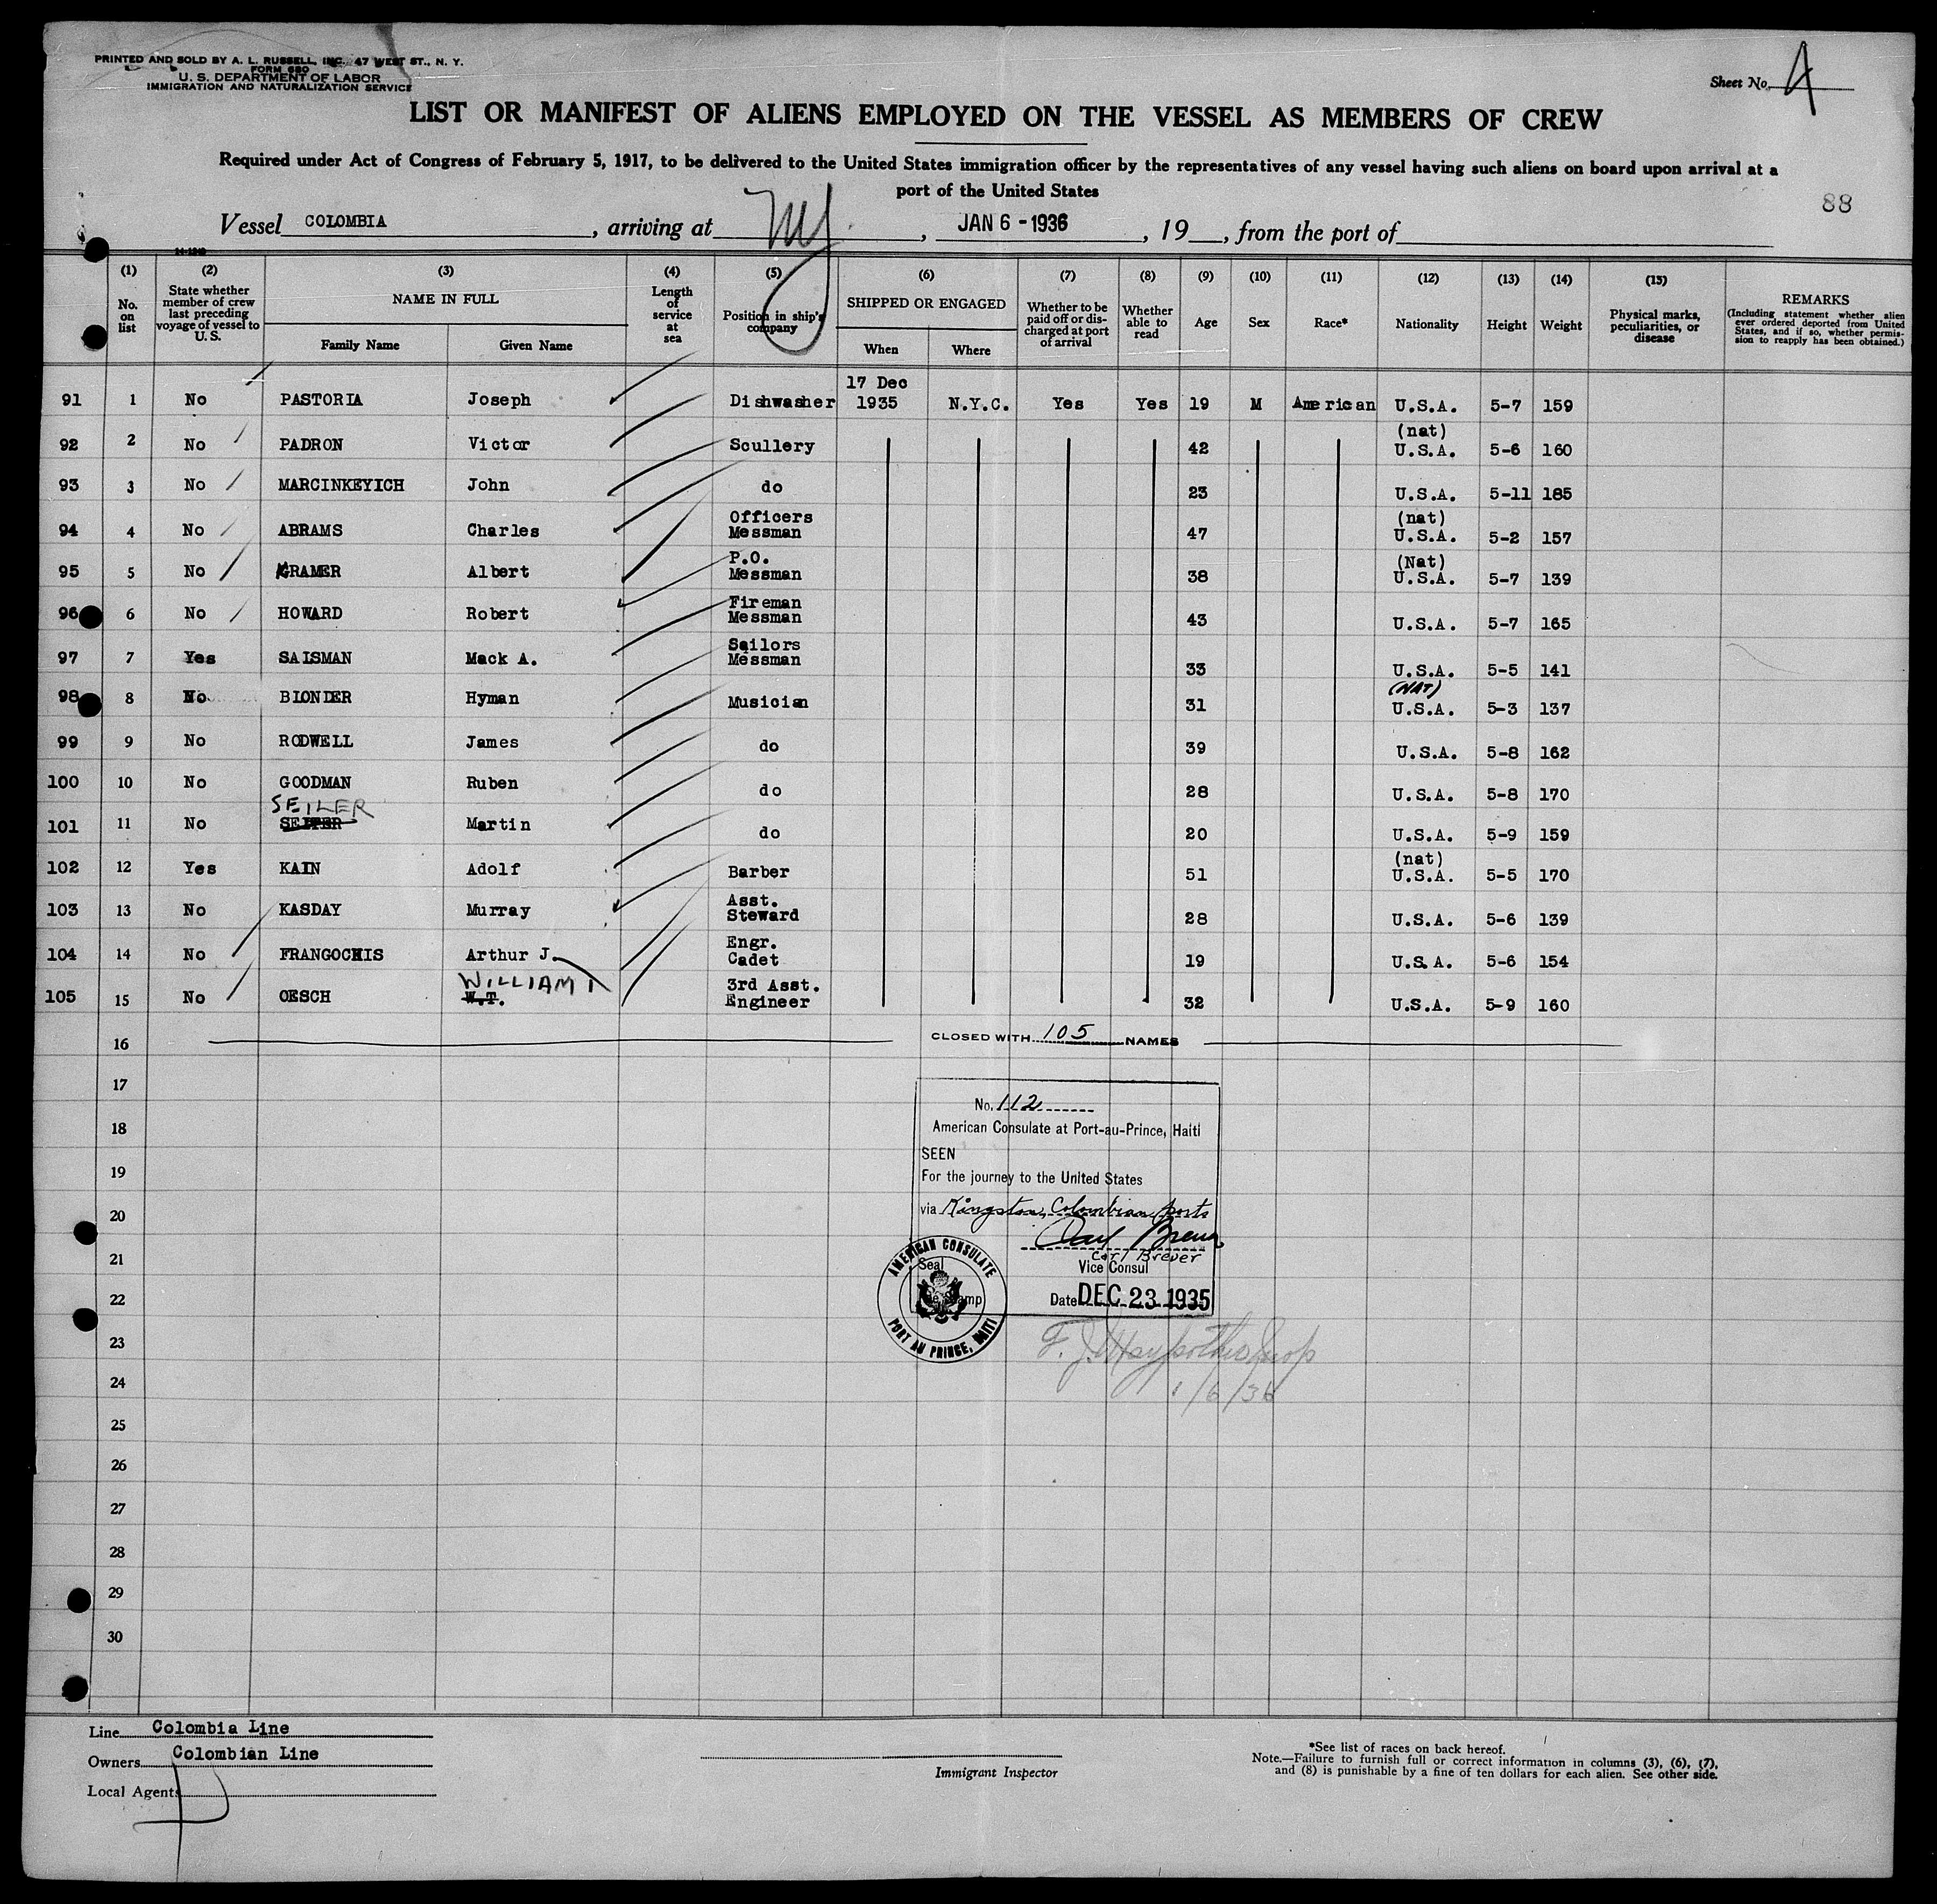 PRINTED AND SOLD BY A. L. RUSSELL, INC. 47 WEST ST., N. Y.
FORM 680
U. S. DEPARTMENT OF LABOR
IMMIGRATION AND NATURALIZATION SERVICE
Sheet No. 4
LIST OR MANIFEST OF ALIENS EMPLOYED ON THE VESSEL AS MEMBERS OF CREW
Required under Act of Congress of February 5, 1917, to be delivered to the United States immigration officer by the representatives of any vessel having such aliens on board upon arrival at a
port of the United States
88
Vessel COLOMBIA, arriving at NY, JAN 6 - 1936, 19__, from the port of
(1) (2) (3) (4) (5) (6) (7) (8) (9) (10) (11) (12) (13) (14) (15)
No. on list
State whether member of crew last preceding voyage of vessel to U. S.
NAME IN FULL
Family Name
Given Name
Length of service at sea
Position in ship's company
SHIPPED OR ENGAGED
When
Where
Whether to be paid off or discharged at port of arrival
Whether able to read
Age
Sex
Race*
Nationality
Height
Weight
Physical marks, peculiarities, or disease
REMARKS
(Including statement whether alien ever ordered deported from United States, and if so, whether permission to reapply has been obtained.)
91 1 No PASTORIA Joseph Dishwasher 17 Dec 1935 N.Y.C. Yes Yes 19 M American U.S.A. 5-7 159
92 2 No PADRON Victor Scullery 42 (nat) U.S.A. 5-6 160
93 3 No MARCINKEYICH John do 23 U.S.A. 5-11 185
94 4 No ABRAMS Charles Officers Messman 47 (nat) U.S.A. 5-2 157
95 5 No KRAMER Albert P.O. Messman 38 (Nat) U.S.A. 5-7 139
96 6 No HOWARD Robert Fireman Messman 43 U.S.A. 5-7 165
97 7 Yes SAISMAN Mack A. Sailors Messman 33 U.S.A. 5-5 141
98 8 No BIONDER Hyman Musician 31 (NAT) U.S.A. 5-3 137
99 9 No RODWELL James do 39 U.S.A. 5-8 162
100 10 No GOODMAN Ruben do 28 U.S.A. 5-8 170
SEILER
101 11 No Martin do 20 U.S.A. 5-9 159
102 12 Yes KAIN Adolf Barber 51 (nat) U.S.A. 5-5 170
103 13 No KASDAY Murray Asst. Steward 28 U.S.A. 5-6 139
104 14 No FRANGOCHIS Arthur J. Engr. Cadet 19 U.S.A. 5-6 154
WILLIAM
105 15 No OESCH W.T. 3rd Asst. Engineer 32 U.S.A. 5-9 160
16 CLOSED WITH 105 NAMES
17
No. 112
18
American Consulate at Port-au-Prince, Haiti
SEEN
19
For the journey to the United States
20
via Kingston, Colombian ports
21
Carl Breuer
Vice Consul
22
Date DEC 23 1935
Seal
AMERICAN CONSULATE
PORT AU PRINCE, HAITI
23
24
1/6/36
25
26
27
28
29
30
Line Colombia Line
Owners Colombian Line
Local Agents
Immigrant Inspector
*See list of races on back hereof.
Note.—Failure to furnish full or correct information in columns (3), (6), (7),
and (8) is punishable by a fine of ten dollars for each alien. See other side.